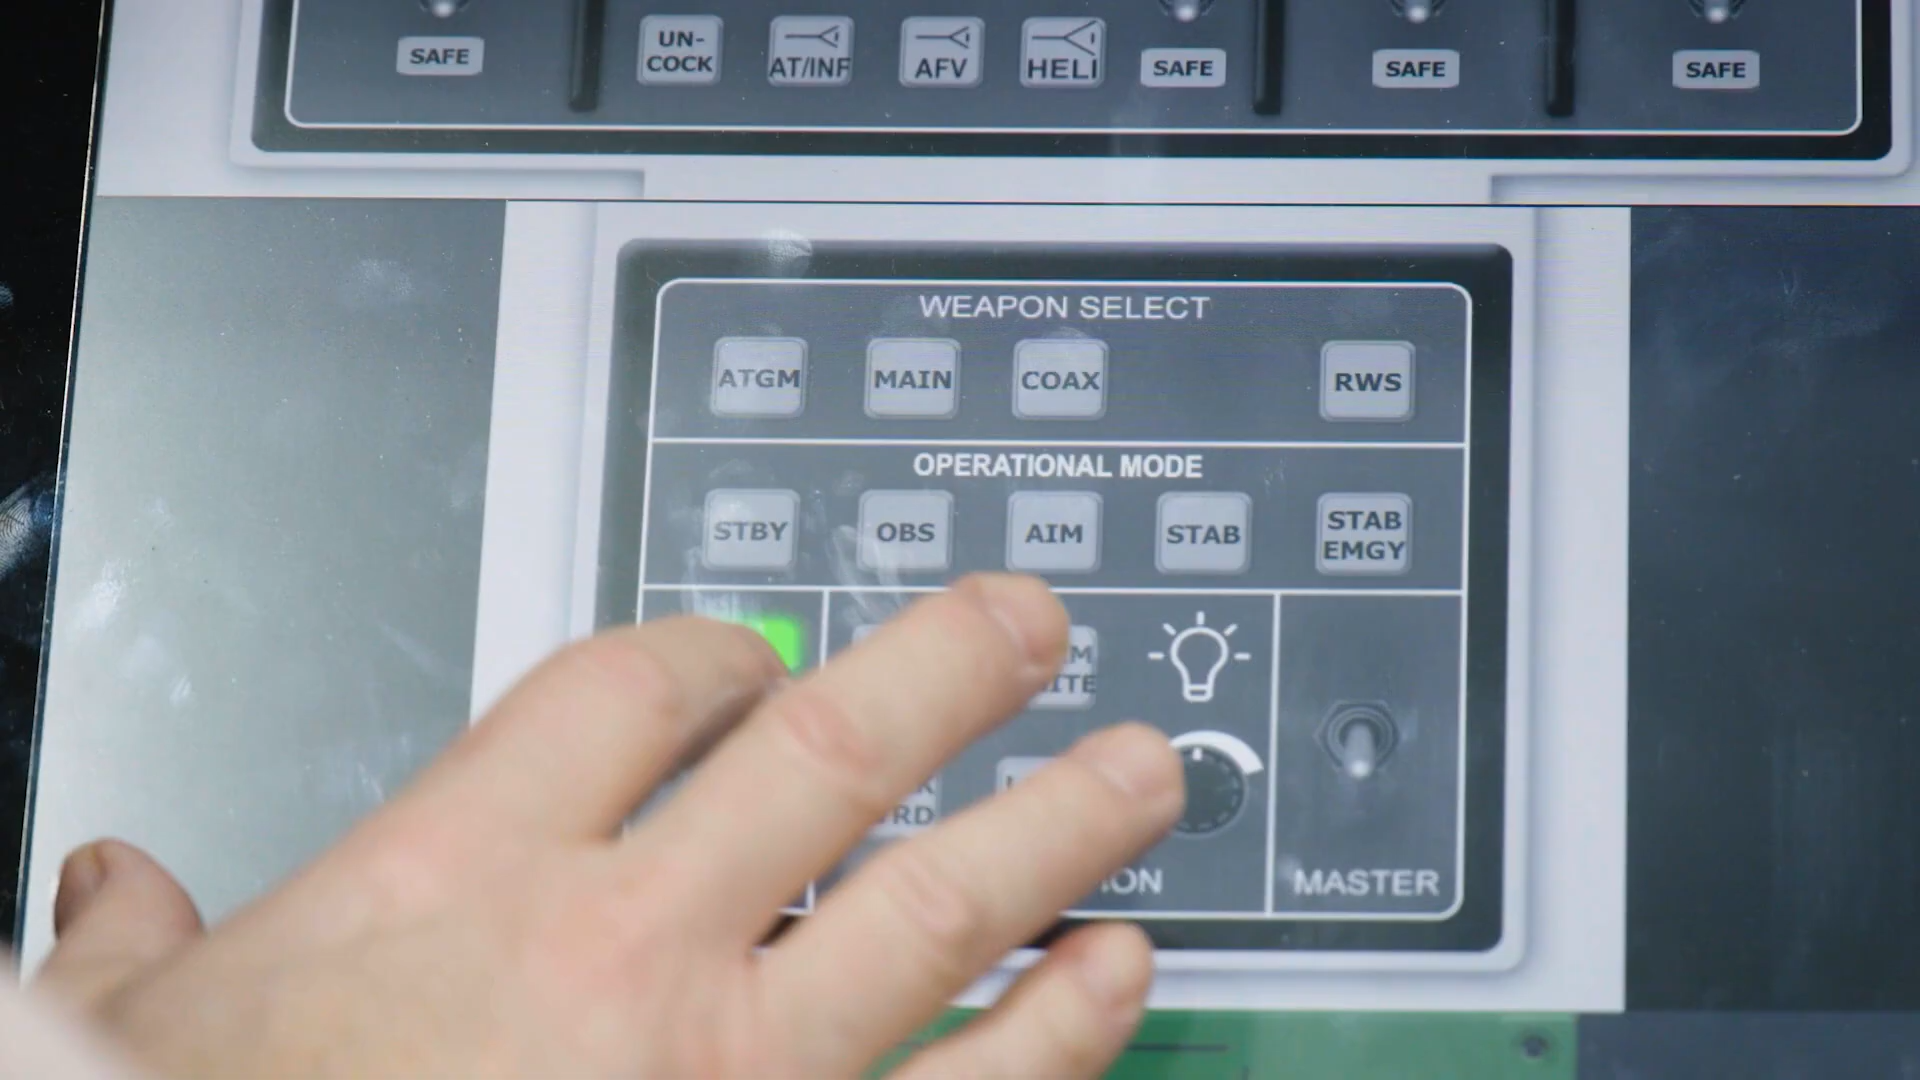 SAFE
UN-
COCK
AT/INF
AFV
HELI
SAFE
SAFE
SAFE
WEAPON SELECT
ATGM
MAIN
COAX
RWS
OPERATIONAL MODE
STBY
OBS
AIM
STAB
STAB
EMGY
MASTER